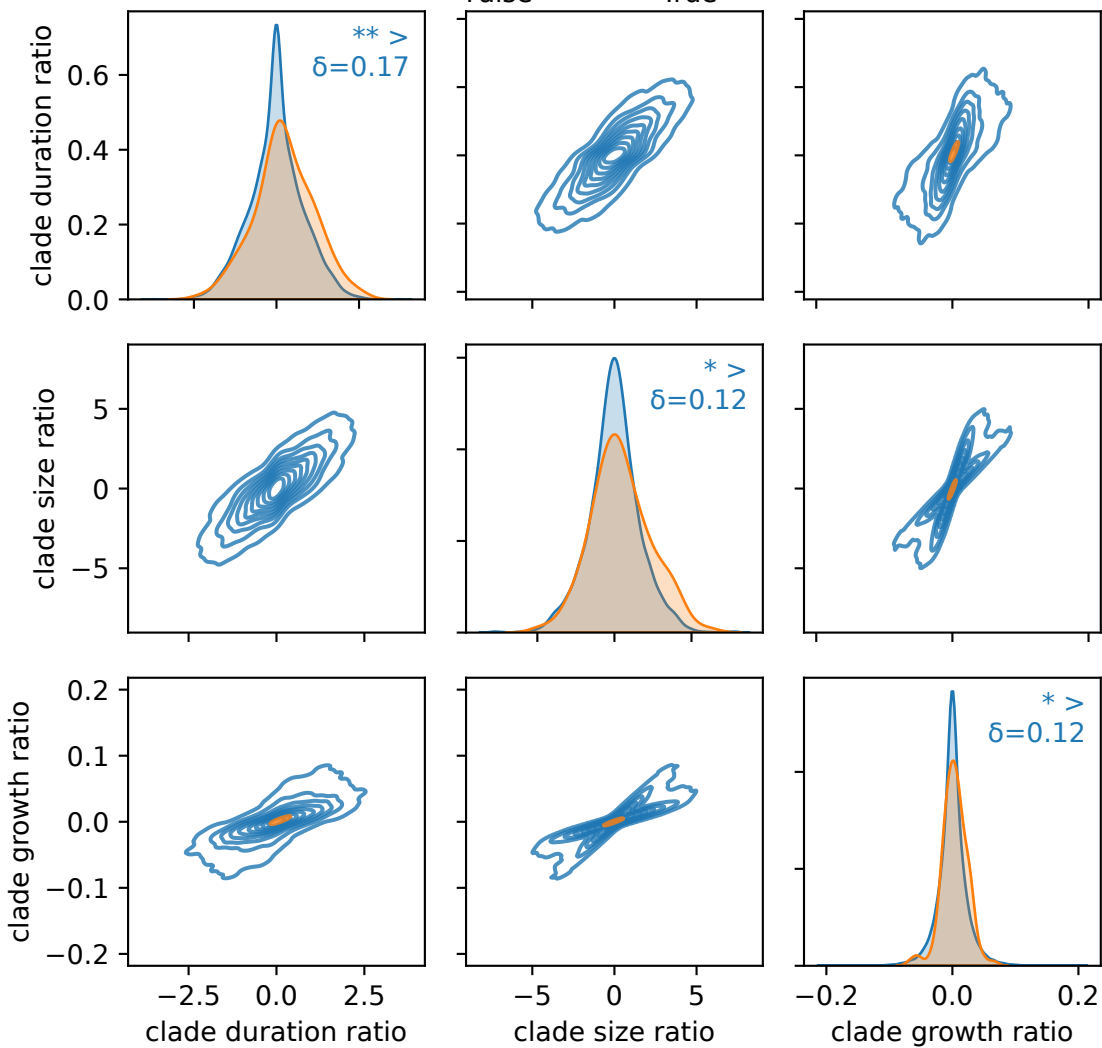 clade duration ratio
0.6
0.4
0.2
0.0
** >
δ=0.17
clade size ratio
5
0
−5
* >
δ=0.12
clade growth ratio
0.2
0.1
0.0
−0.1
−0.2
* >
δ=0.12
−2.5 0.0 2.5
clade duration ratio
−5 0 5
clade size ratio
−0.2 0.0 0.2
clade growth ratio